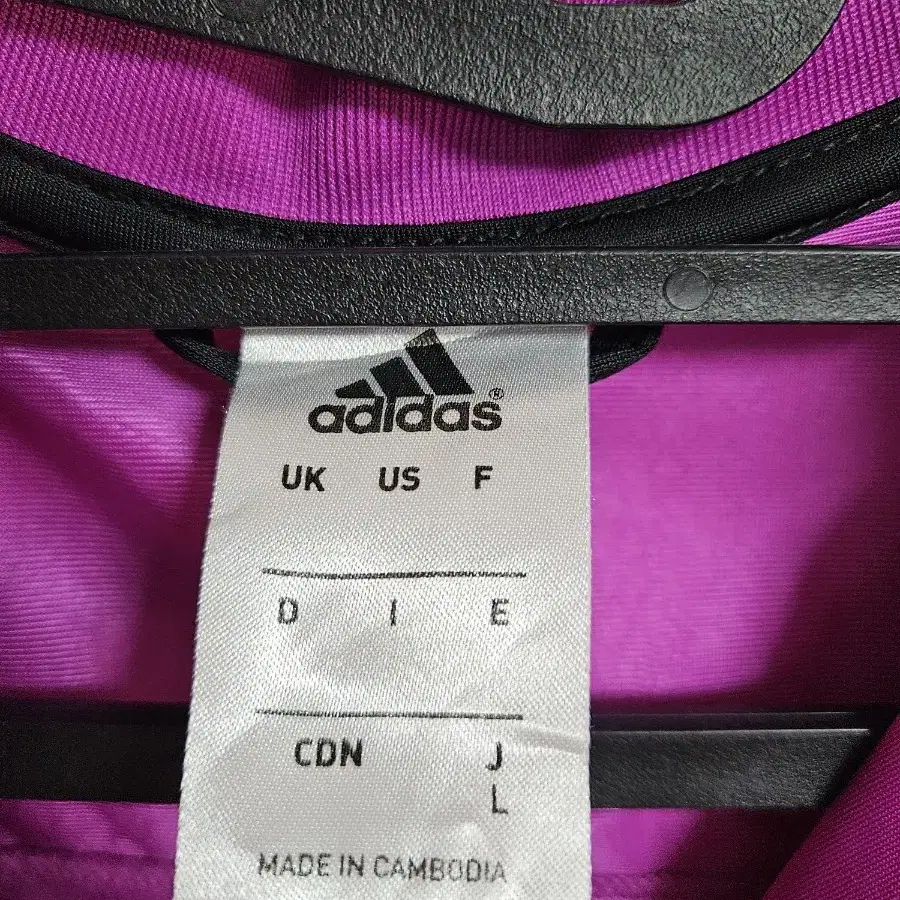 adidas®
UK US F
D I E
CDN J
L
MADE IN CAMBODIA